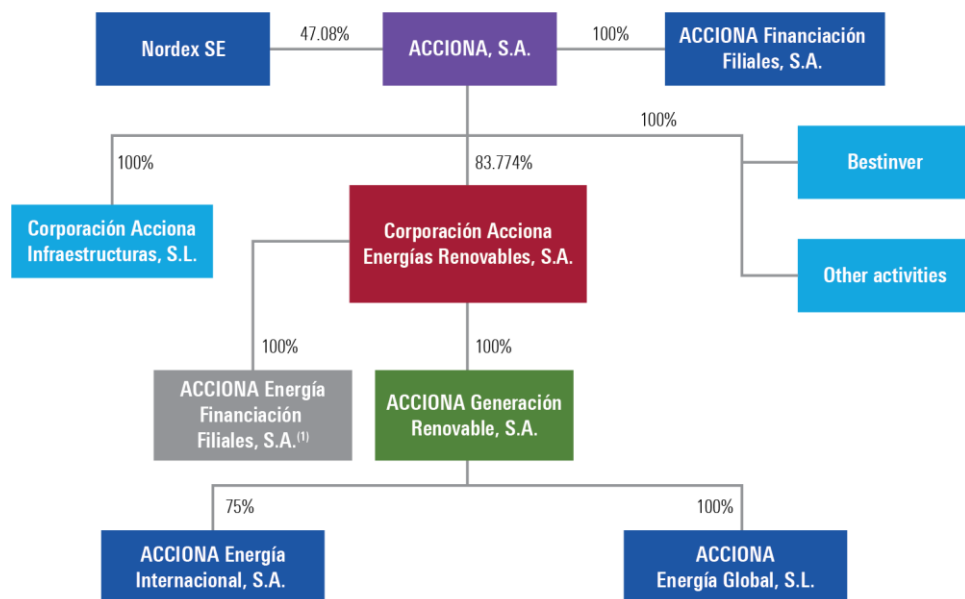 Nordex SE
47.08%
ACCIONA, S.A.
100%
ACCIONA Financiación
Filiales, S.A.
100%
100%
83.774%
Bestinver
Corporación Acciona
Infraestructuras, S.L.
Corporación Acciona
Energías Renovables, S.A.
Other activities
100%
100%
ACCIONA Energía
Financiación
Filiales, S.A.(1)
ACCIONA Generación
Renovable, S.A.
75%
100%
ACCIONA Energía
Internacional, S.A.
ACCIONA
Energía Global, S.L.